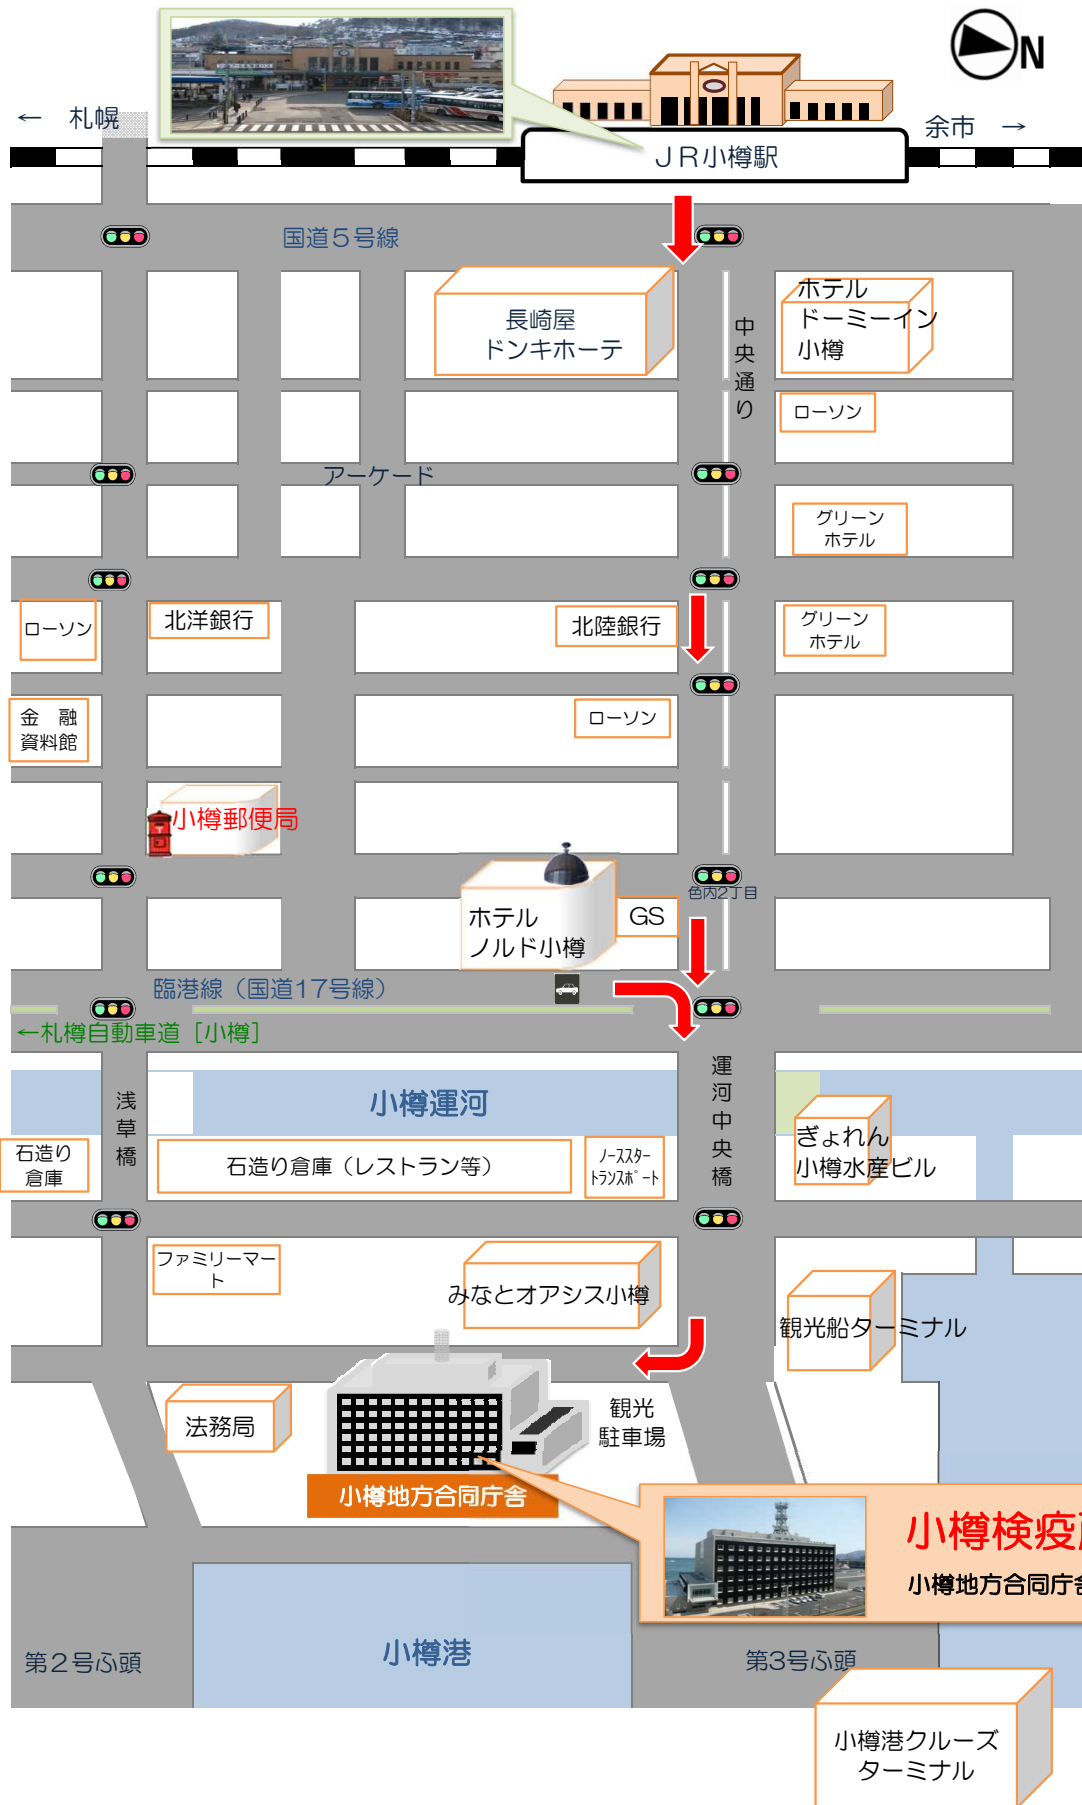 N
← 札幌
余市 →
ＪＲ小樽駅
国道５号線
長崎屋
ドンキホーテ
中央通り
ホテル
ドーミーイン
小樽
ローソン
アーケード
グリーン
ホテル
ローソン
北洋銀行
北陸銀行
グリーン
ホテル
金 融
資料館
ローソン
小樽郵便局
色内2丁目
ホテル
ノルド小樽
GS
臨港線（国道17号線）
←札樽自動車道［小樽］
浅草橋
小樽運河
運河中央橋
石造り
倉庫
石造り倉庫（レストラン等）
ﾉｰｽｽﾀｰ
ﾄﾗﾝｽﾎﾟｰﾄ
ぎょれん
小樽水産ビル
ファミリーマー
ト
みなとオアシス小樽
観光船ターミナル
法務局
観光
駐車場
小樽地方合同庁舎
小樽検疫
小樽地方合同庁舎
第２号ふ頭
小樽港
第3号ふ頭
小樽港クルーズ
ターミナル